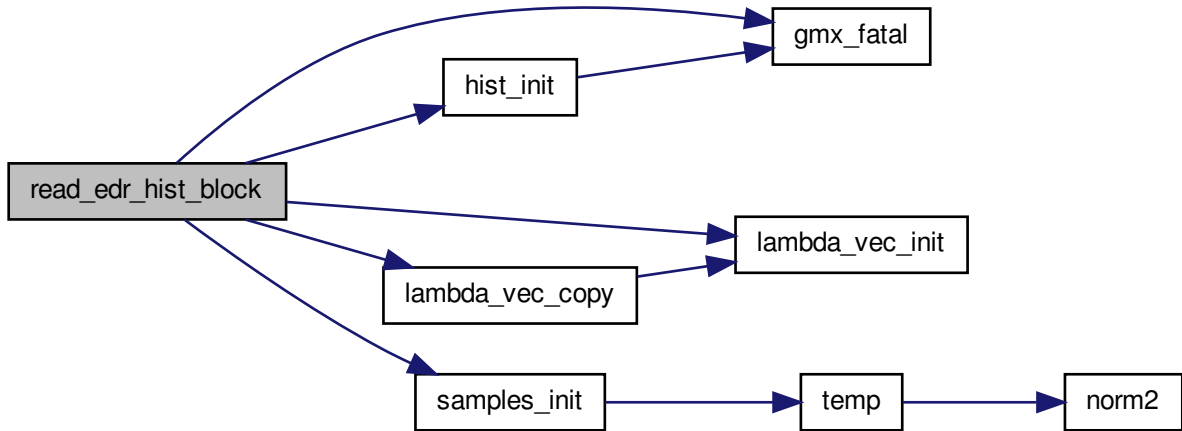 gmx_fatal
hist_init
read_edr_hist_block
lambda_vec_init
lambda_vec_copy
samples_init
temp
norm2